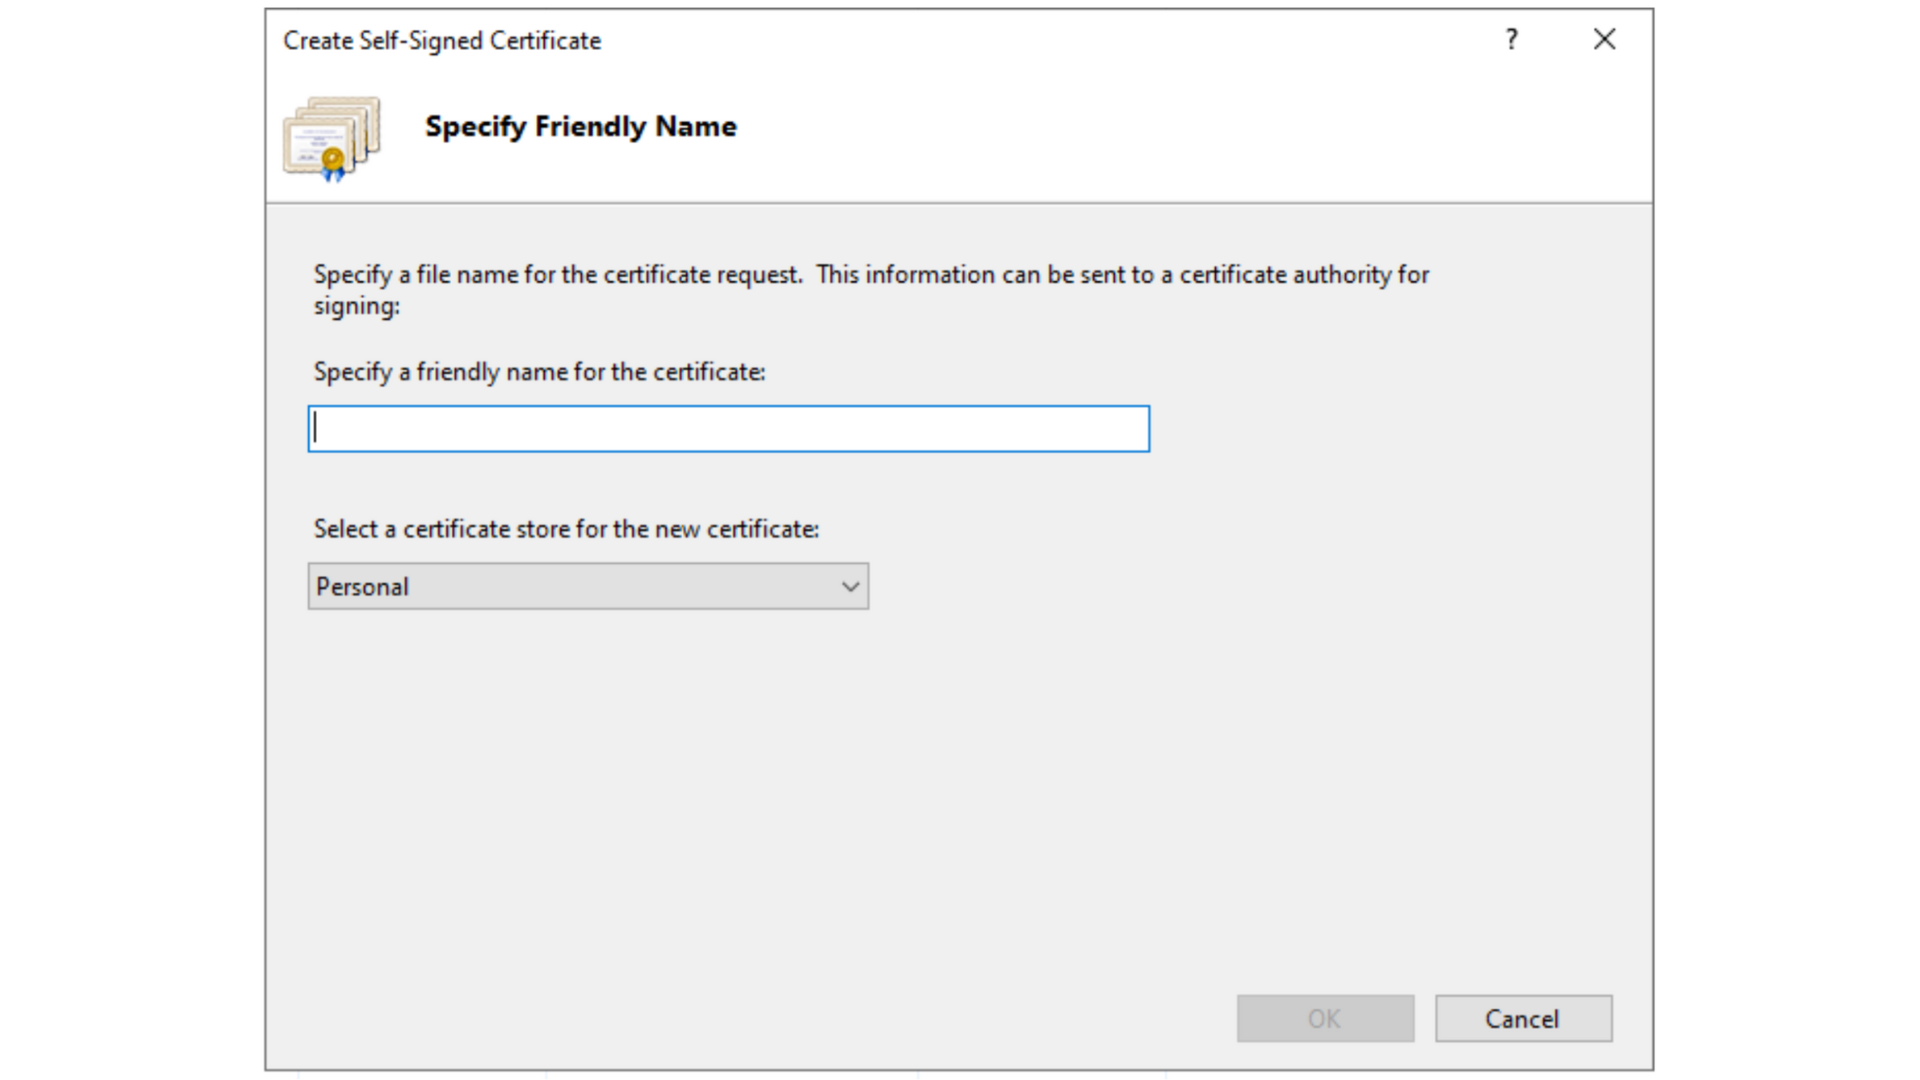 Create Self-Signed Certificate
?
Specify Friendly Name
Specify a file name for the certificate request.  This information can be sent to a certificate authority for
signing:
Specify a friendly name for the certificate:
Select a certificate store for the new certificate:
Personal
OK
Cancel